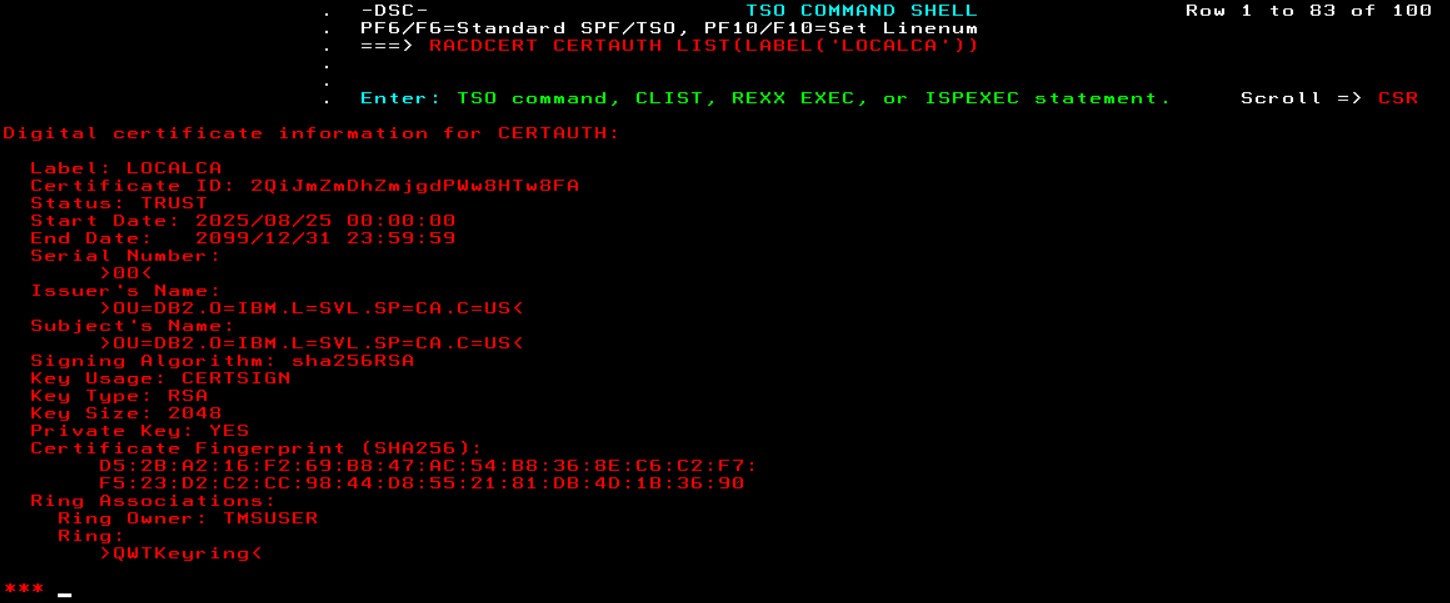 . -DSC- TSO COMMAND SHELL Row 1 to 83 of 100
. PF6/F6=Standard SPF/TSO, PF10/F10=Set Linenum
. ===> RACDCERT CERTAUTH LIST(LABEL('LOCALCA'))
.
.
. Enter: TSO command, CLIST, REXX EXEC, or ISPEXEC statement. Scroll => CSR
Digital certificate information for CERTAUTH:
Label: LOCALCA
Certificate ID: 2QiJmZmDhZmjgdPWw8HTw8FA
Status: TRUST
Start Date: 2025/08/25 00:00:00
End Date: 2099/12/31 23:59:59
Serial Number:
>00<
Issuer's Name:
>OU=DB2.O=IBM.L=SVL.SP=CA.C=US<
Subject's Name:
>OU=DB2.O=IBM.L=SVL.SP=CA.C=US<
Signing Algorithm: sha256RSA
Key Usage: CERTSIGN
Key Type: RSA
Key Size: 2048
Private Key: YES
Certificate Fingerprint (SHA256):
D5:2B:A2:16:F2:69:B8:47:AC:54:B8:36:8E:C6:C2:F7:
F5:23:D2:C2:CC:98:44:D8:55:21:81:DB:4D:1B:36:90
Ring Associations:
Ring Owner: TMSUSER
Ring:
>QWTKeyring<
*** _